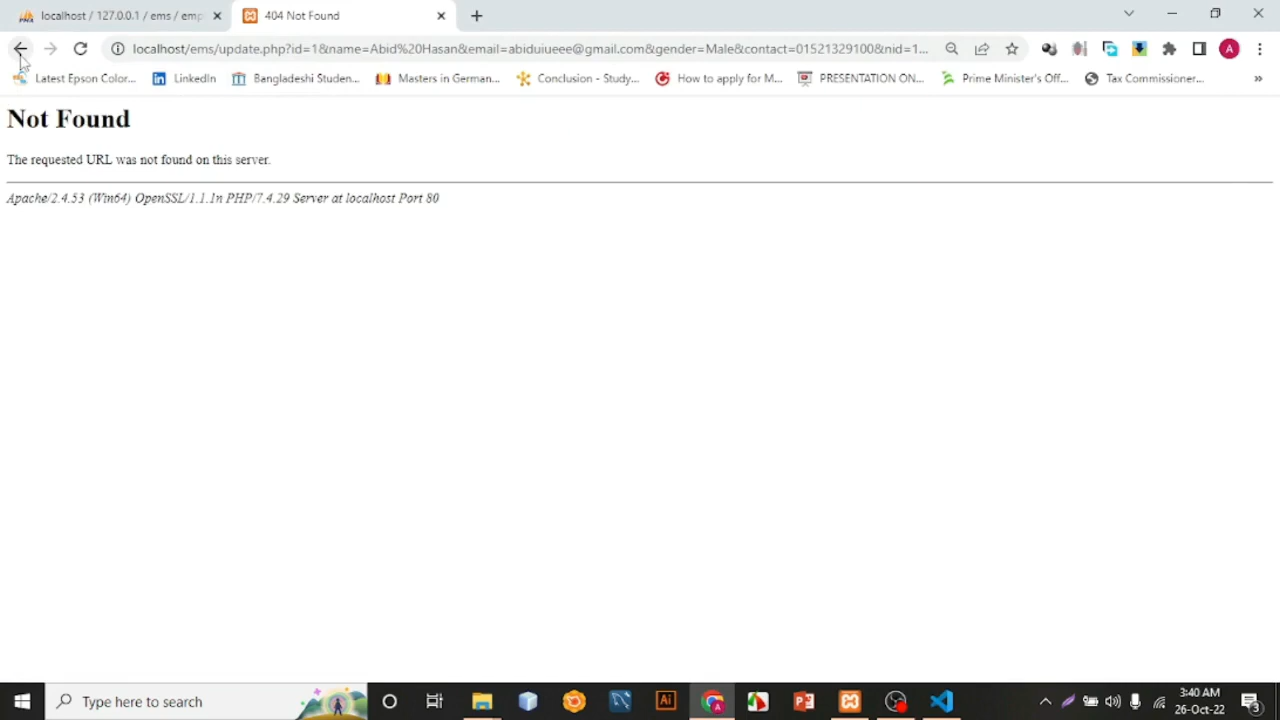 localhost / 127.0.0.1 / ems / emp
404 Not Found
localhost/ems/update.php?id=1&name=Abid%20Hasan&email=abiduiueee@gmail.com&gender=Male&contact=01521329100&nid=1...
A
Latest Epson Color...
LinkedIn
Bangladeshi Studen...
Masters in German...
Conclusion - Study...
How to apply for M...
PRESENTATION ON...
Prime Minister's Off...
Tax Commissioner...
»
Not Found
The requested URL was not found on this server.
Apache/2.4.53 (Win64) OpenSSL/1.1.1n PHP/7.4.29 Server at localhost Port 80
Type here to search
Ai
3:40 AM
26-Oct-22
3